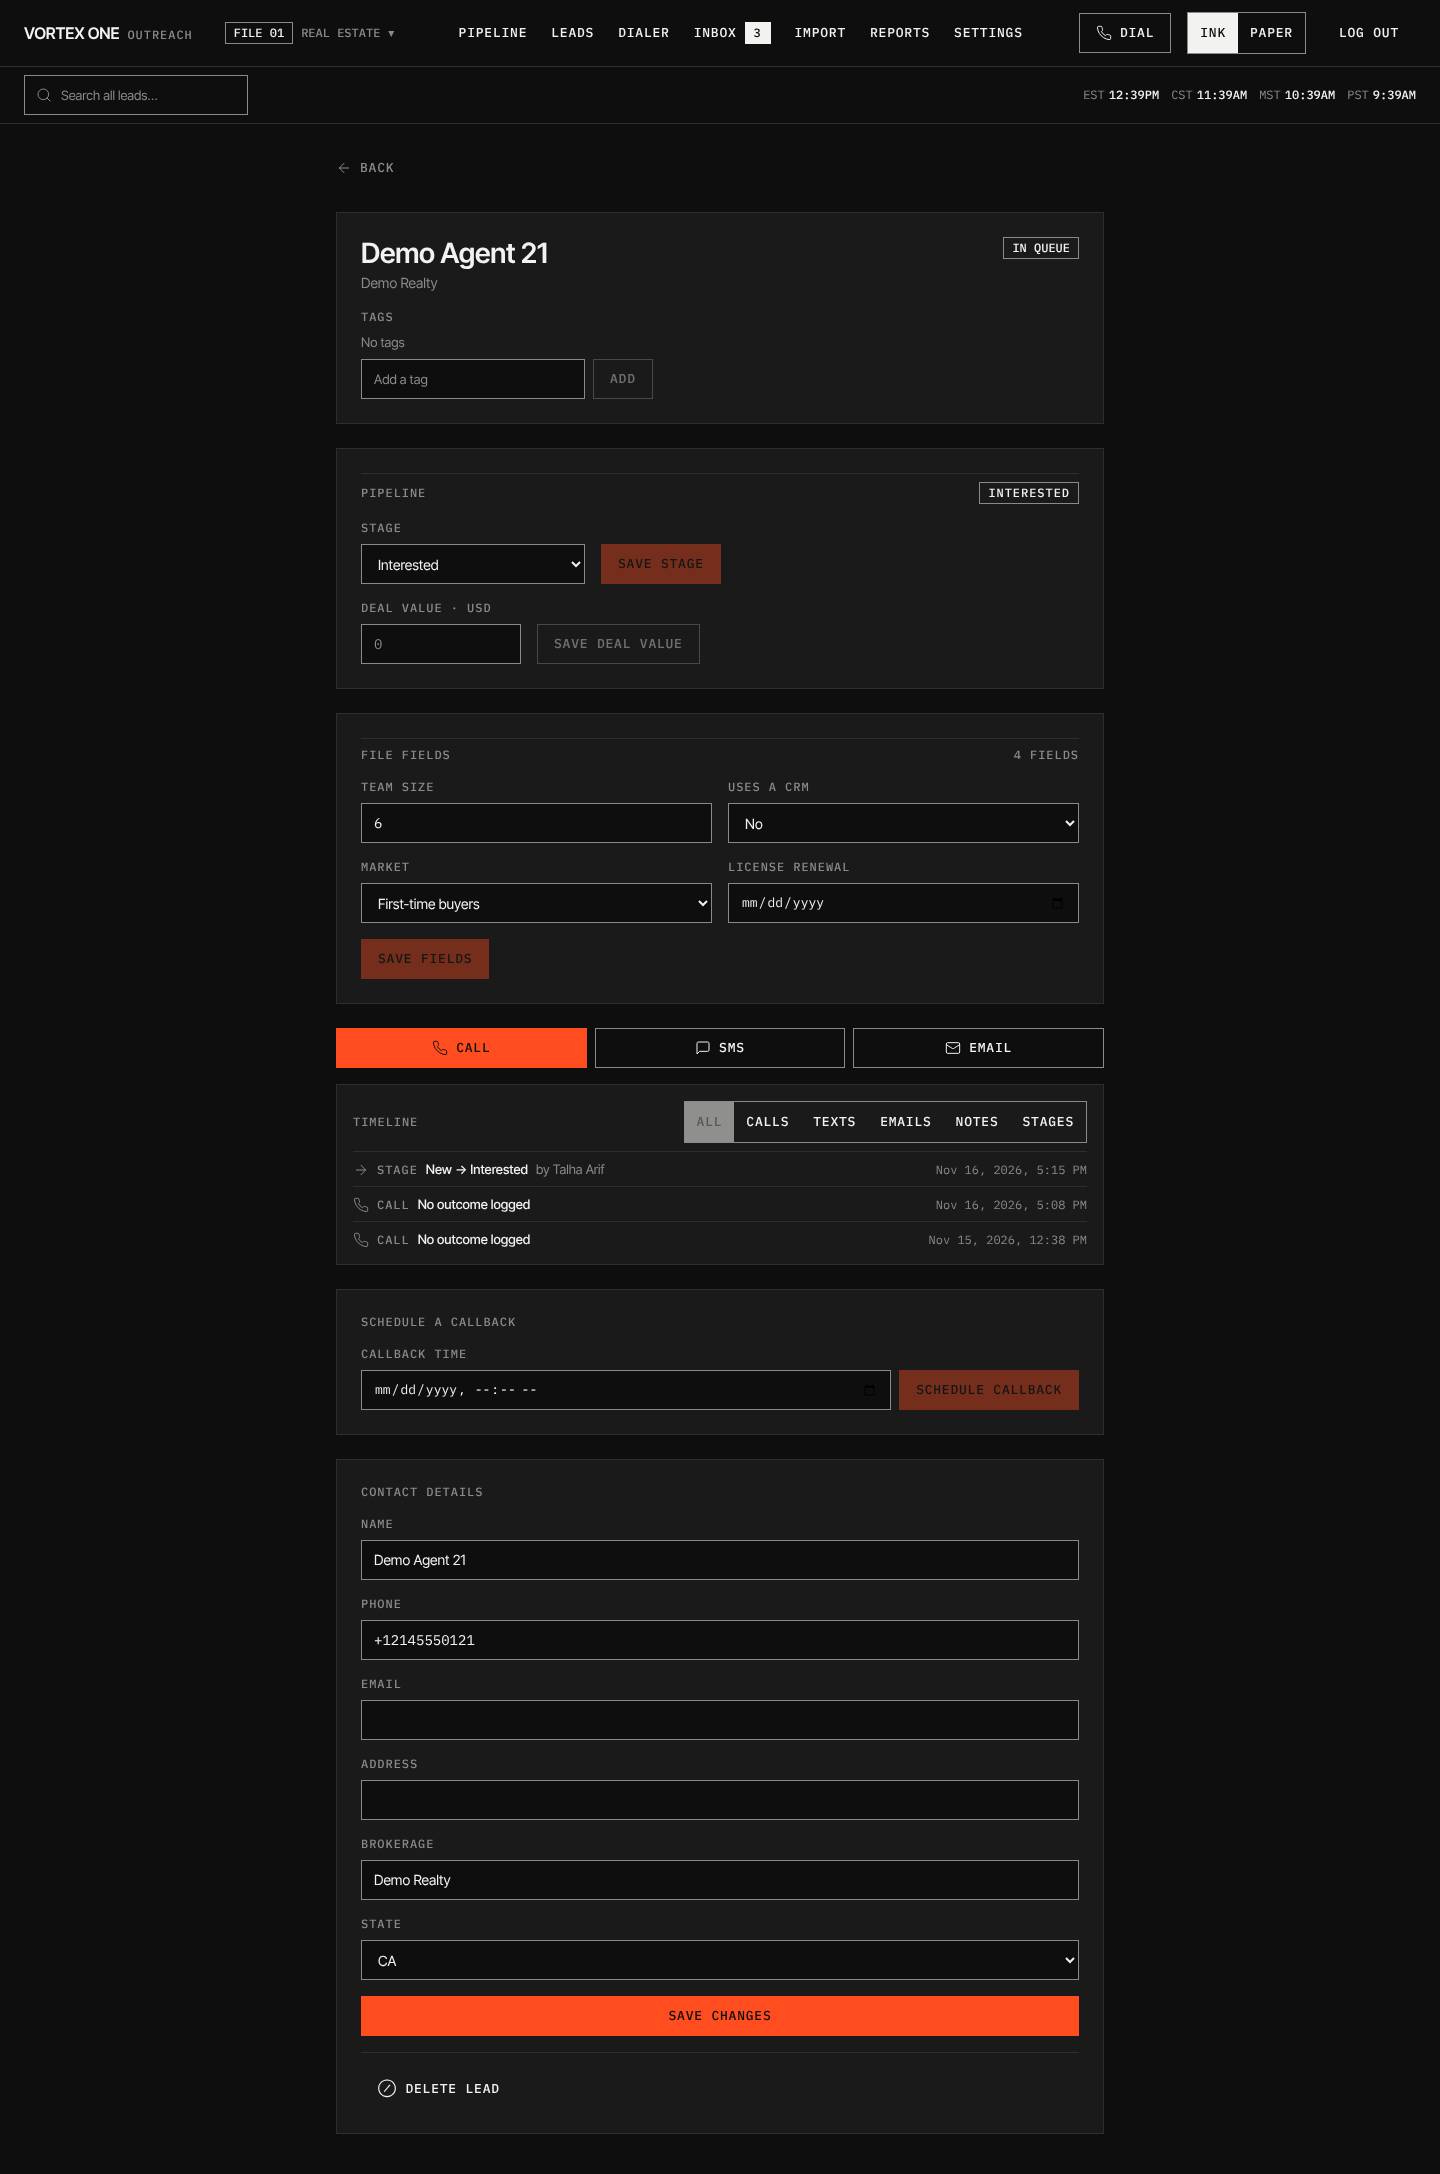 VORTEX ONE OUTREACH FILE 01 REAL ESTATE ▾ PIPELINE LEADS DIALER INBOX 3 IMPORT REPORTS SETTINGS DIAL INK PAPER LOG OUT
Search all leads... EST 12:39PM CST 11:39AM MST 10:39AM PST 9:39AM
← BACK
Demo Agent 21 IN QUEUE
Demo Realty
TAGS
No tags
Add a tag ADD
PIPELINE INTERESTED
STAGE
Interested SAVE STAGE
DEAL VALUE · USD
0 SAVE DEAL VALUE
FILE FIELDS 4 FIELDS
TEAM SIZE USES A CRM
6 No
MARKET LICENSE RENEWAL
First-time buyers mm/dd/yyyy
SAVE FIELDS
CALL SMS EMAIL
TIMELINE ALL CALLS TEXTS EMAILS NOTES STAGES
→ STAGE New → Interested by Talha Arif Nov 16, 2026, 5:15 PM
CALL No outcome logged Nov 16, 2026, 5:08 PM
CALL No outcome logged Nov 15, 2026, 12:38 PM
SCHEDULE A CALLBACK
CALLBACK TIME
mm/dd/yyyy, --:-- -- SCHEDULE CALLBACK
CONTACT DETAILS
NAME
Demo Agent 21
PHONE
+12145550121
EMAIL
ADDRESS
BROKERAGE
Demo Realty
STATE
CA
SAVE CHANGES
DELETE LEAD